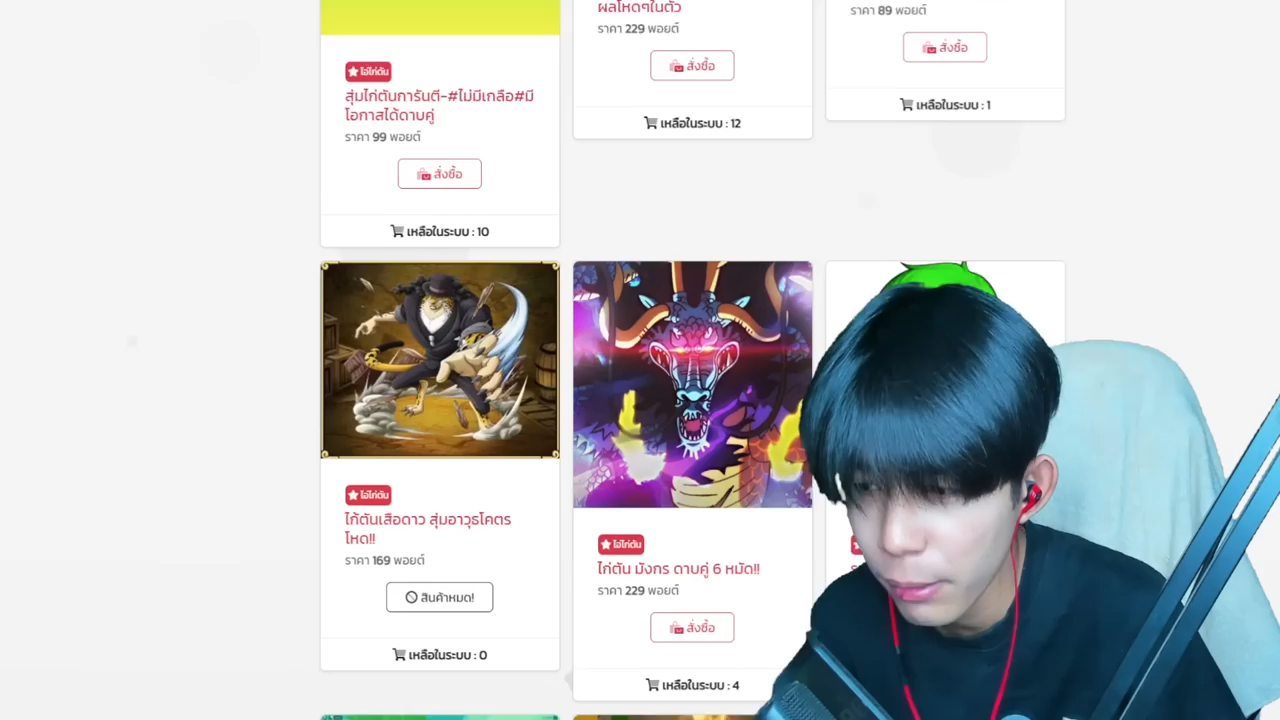 ไอ้ไก่ตัน
สุ่มไก่ตันการันตี-#ไม่มีเกลือ#มี
โอกาสได้ดาบคู่
ราคา 99 พอยต์
สั่งซื้อ
เหลือในระบบ : 10
ผลโหดๆในตัว
ราคา 229 พอยต์
สั่งซื้อ
เหลือในระบบ : 12
ราคา 89 พอยต์
สั่งซื้อ
เหลือในระบบ : 1
ไอ้ไก่ตัน
ไก้ตันเสือดาว สุ่มอาวุธโคตร
โหด!!
ราคา 169 พอยต์
สินค้าหมด!
เหลือในระบบ : 0
ไอ้ไก่ตัน
ไก่ตัน มังกร ดาบคู่ 6 หมัด!!
ราคา 229 พอยต์
สั่งซื้อ
เหลือในระบบ : 4